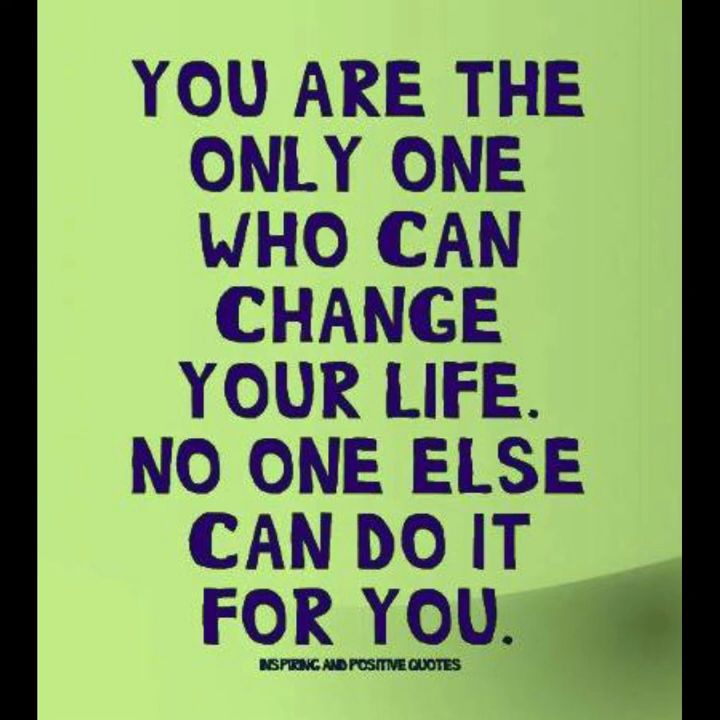 YOU ARE THE
ONLY ONE
WHO CAN
CHANGE
YOUR LIFE.
NO ONE ELSE
CAN DO IT
FOR YOU.
INSPIRING AND POSITIVE QUOTES